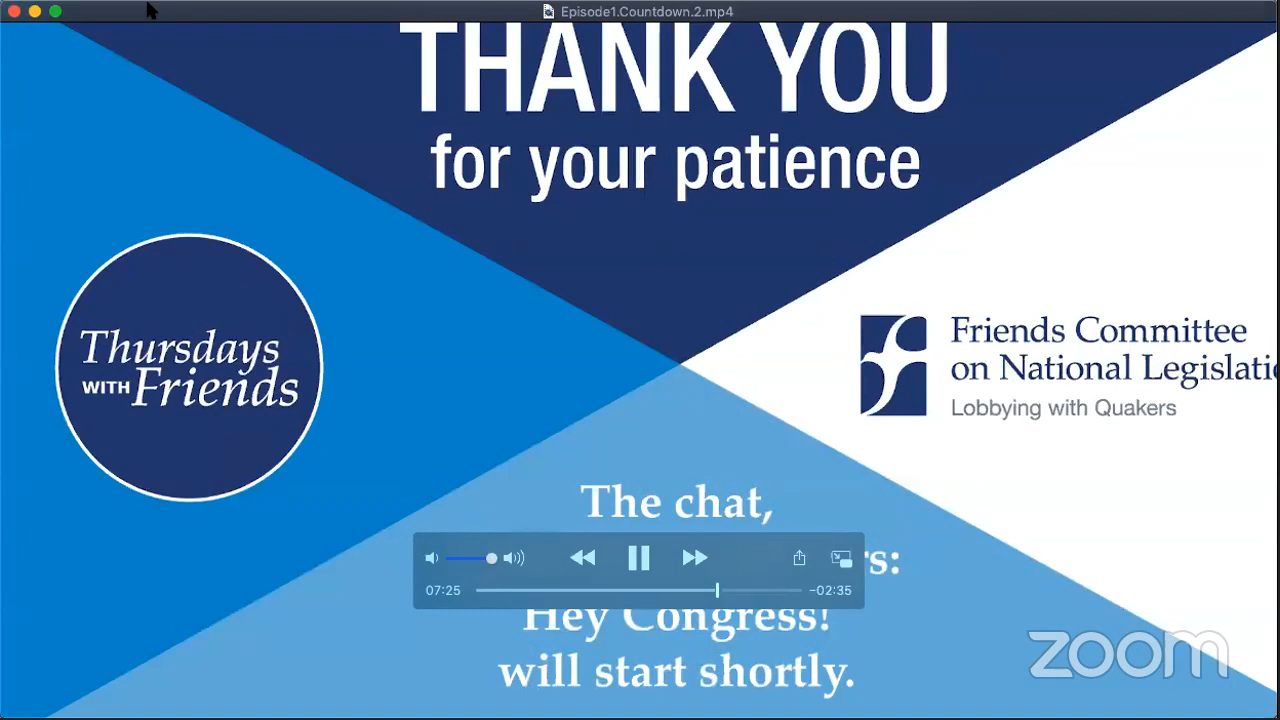 Episode1.Countdown.2.mp4
THANK YOU
for your patience
Thursdays
WITH Friends
Friends Committee
on National Legislati
Lobbying with Quakers
The chat,
rs:
07:25
-02:35
Hey Congress!
will start shortly.
zoom